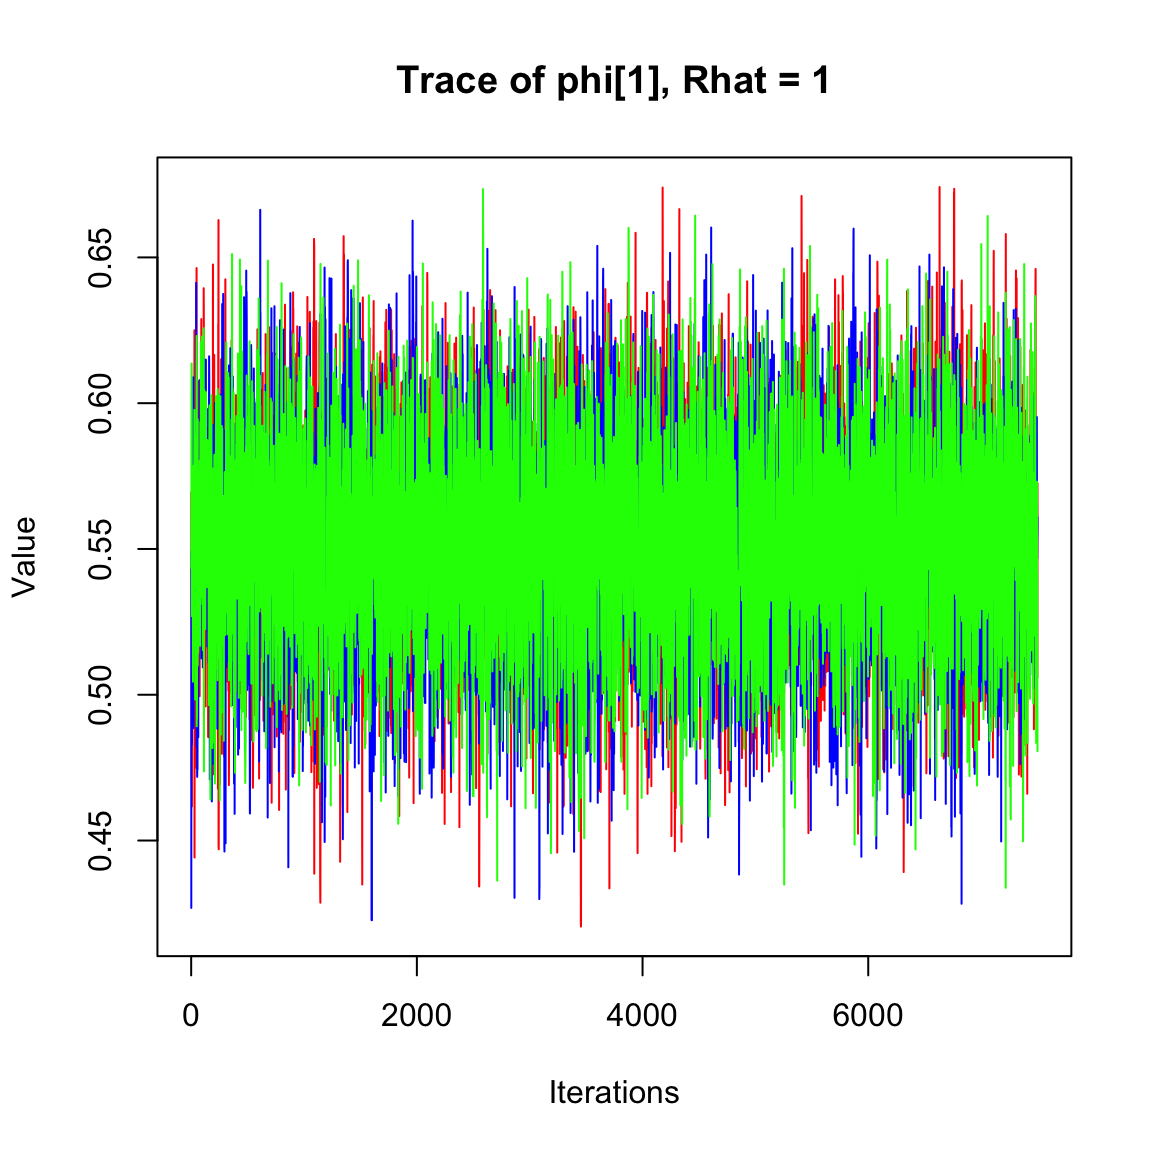 Trace of phi[1], Rhat = 1
Value
0.65
0.60
0.55
0.50
0.45
0 2000 4000 6000
Iterations